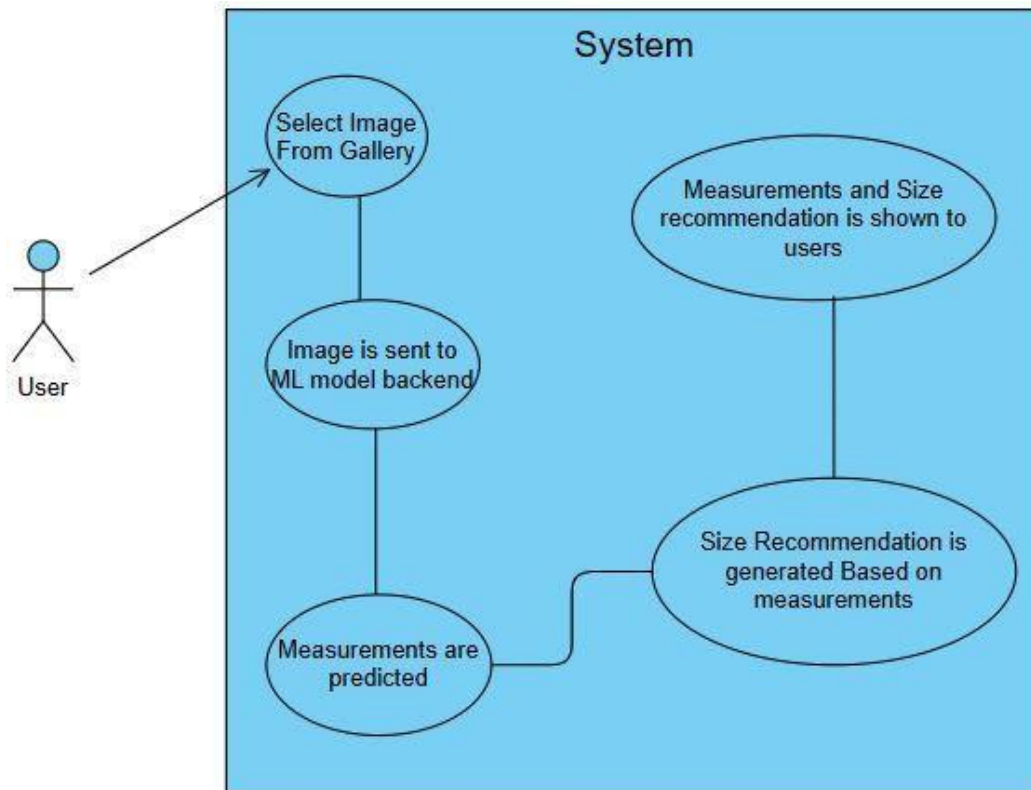 System
Select Image
From Gallery
Measurements and Size
recommendation is shown to
users
Image is sent to
ML model backend
User
Size Recommendation is
generated Based on
measurements
Measurements are
predicted